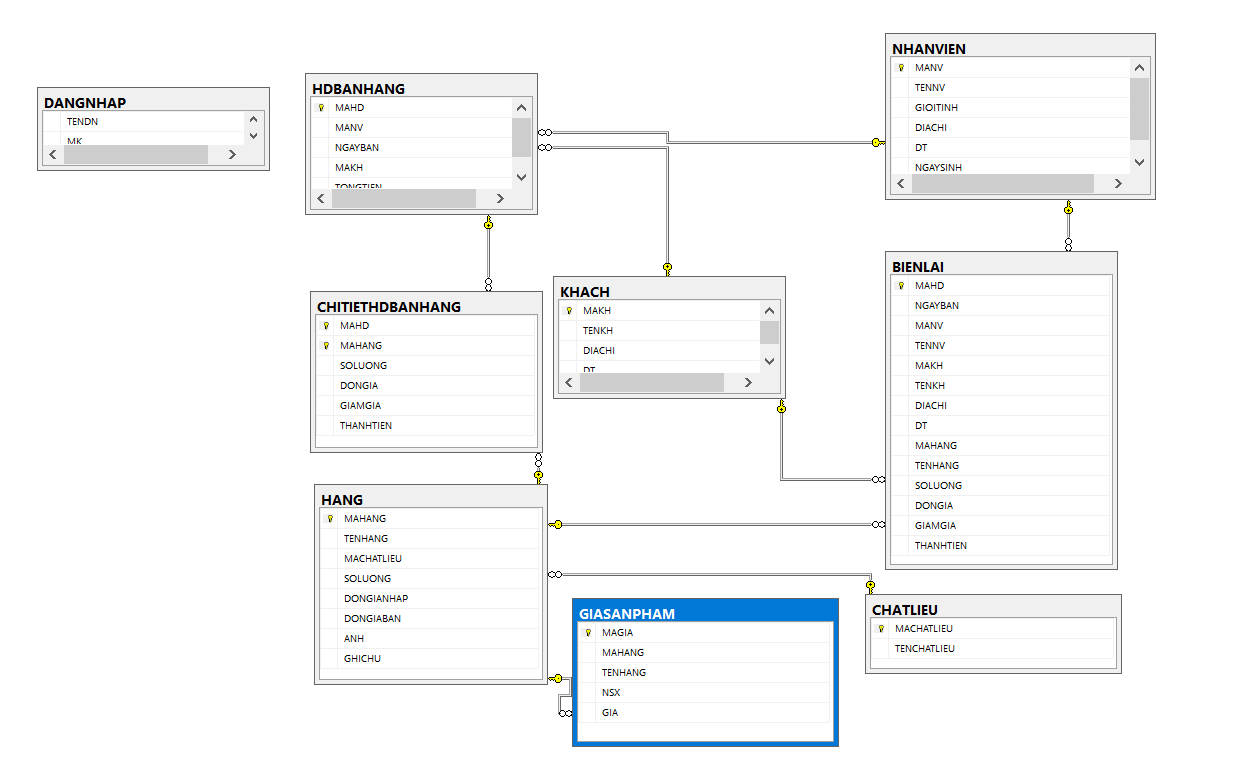 DANGNHAP
TENDN
MK
HDBANHANG
MAHD
MANV
NGAYBAN
MAKH
TONGTIEN
NHANVIEN
MANV
TENNV
GIOITINH
DIACHI
DT
NGAYSINH
CHITIETHDBANHANG
MAHD
MAHANG
SOLUONG
DONGIA
GIAMGIA
THANHTIEN
KHACH
MAKH
TENKH
DIACHI
DT
BIENLAI
MAHD
NGAYBAN
MANV
TENNV
MAKH
TENKH
DIACHI
DT
MAHANG
TENHANG
SOLUONG
DONGIA
GIAMGIA
THANHTIEN
HANG
MAHANG
TENHANG
MACHATLIEU
SOLUONG
DONGIANHAP
DONGIABAN
ANH
GHICHU
GIASANPHAM
MAGIA
MAHANG
TENHANG
NSX
GIA
CHATLIEU
MACHATLIEU
TENCHATLIEU